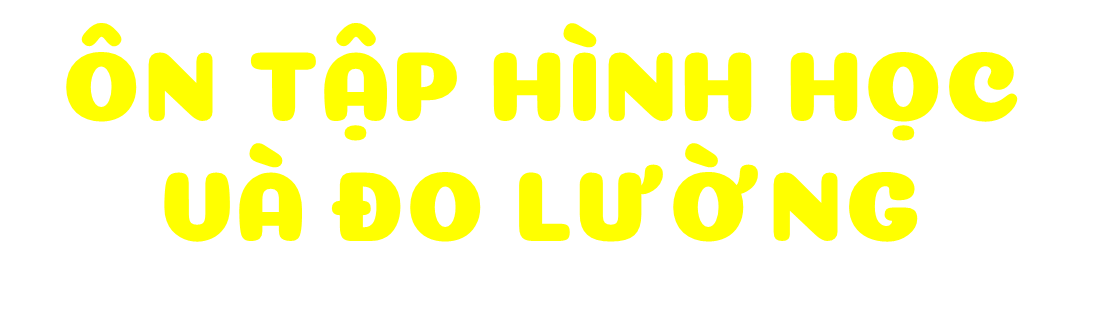 ÔN TẬP HÌNH HỌC
VÀ ĐO LƯỜNG